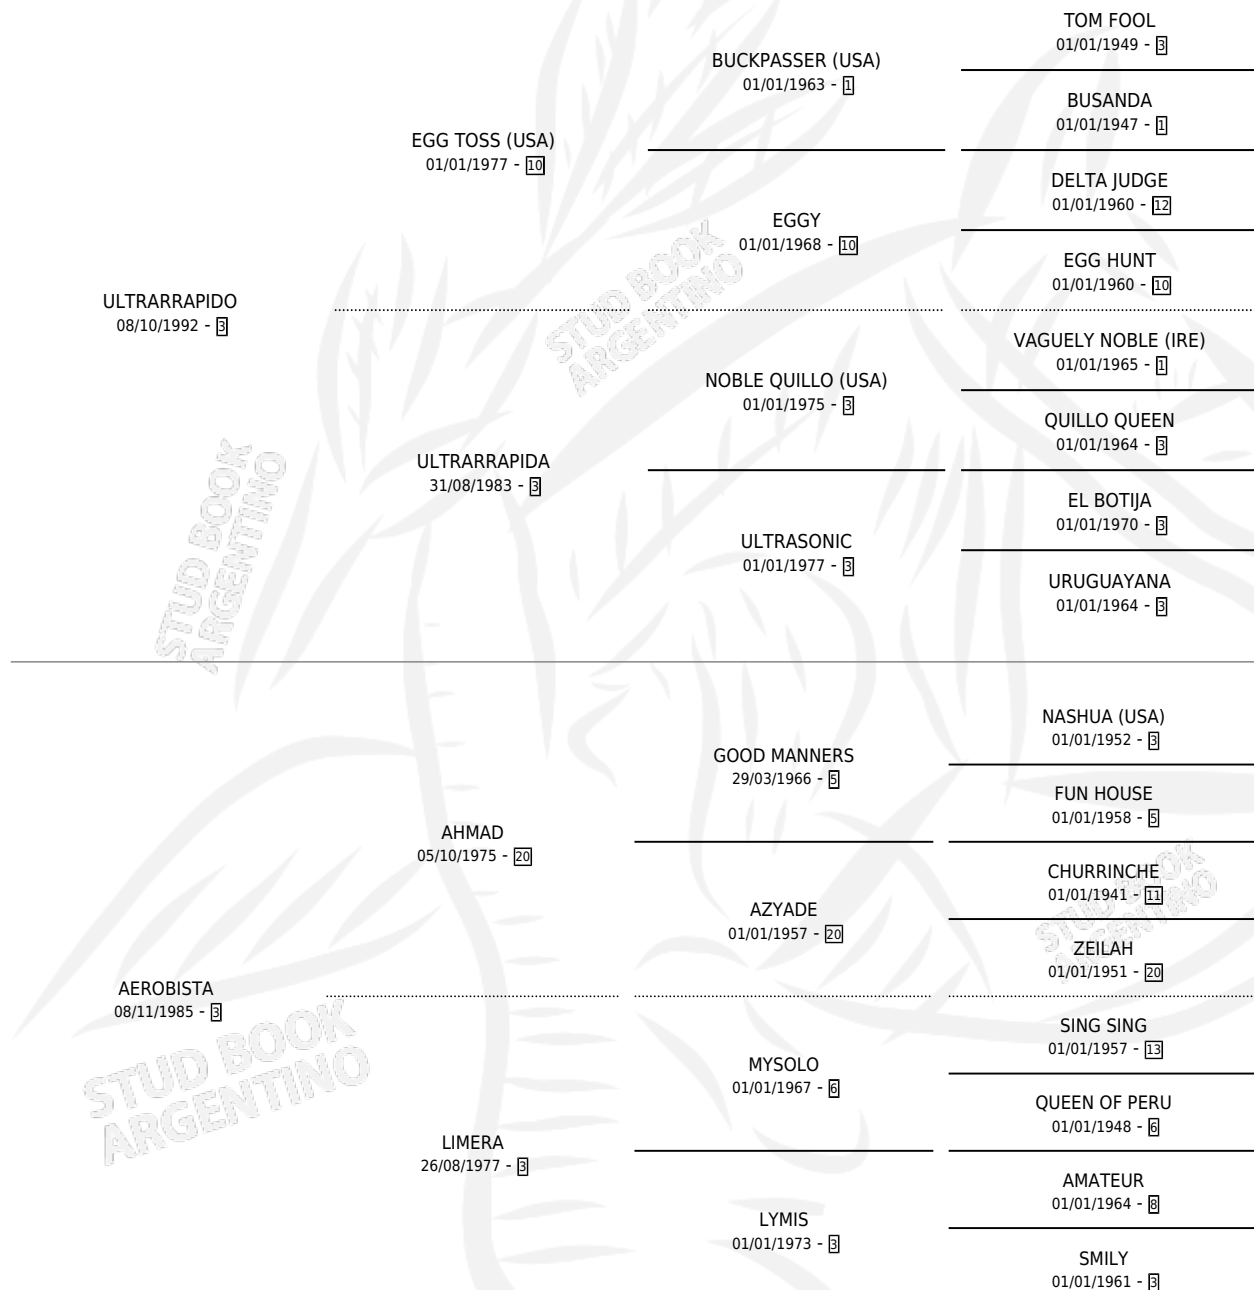 TOM FOOL
01/01/1949 - 3
BUCKPASSER (USA)
01/01/1963 - 1
BUSANDA
01/01/1947 - 1
EGG TOSS (USA)
01/01/1977 - 10
DELTA JUDGE
01/01/1960 - 12
EGGY
01/01/1968 - 10
EGG HUNT
01/01/1960 - 10
ULTRARRAPIDO
08/10/1992 - 3
STUD BOOK
ARGENTINO
VAGUELY NOBLE (IRE)
01/01/1965 - 1
NOBLE QUILLO (USA)
01/01/1975 - 3
QUILLO QUEEN
01/01/1964 - 3
ULTRARRAPIDA
31/08/1983 - 3
EL BOTIJA
01/01/1970 - 3
ULTRASONIC
01/01/1977 - 3
URUGUAYANA
01/01/1964 - 3
STUD BOOK
ARGENTINO
NASHUA (USA)
01/01/1952 - 3
GOOD MANNERS
29/03/1966 - 5
FUN HOUSE
01/01/1958 - 5
AHMAD
05/10/1975 - 20
CHURRINCHE
01/01/1941 - 11
AZYADE
01/01/1957 - 20
STUD BOOK
ARGENTINO
ZEILAH
01/01/1951 - 20
AEROBISTA
08/11/1985 - 3
STUD BOOK
ARGENTINO
SING SING
01/01/1957 - 13
MYSOLO
01/01/1967 - 6
QUEEN OF PERU
01/01/1948 - 6
LIMERA
26/08/1977 - 3
AMATEUR
01/01/1964 - 8
LYMIS
01/01/1973 - 3
SMILY
01/01/1961 - 3